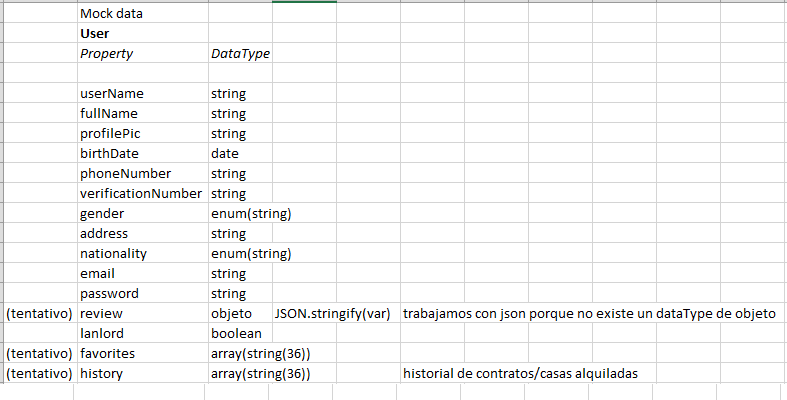 Mock data
User
Property DataType
userName string
fullName string
profilePic string
birthDate date
phoneNumber string
verificationNumber string
gender enum(string)
address string
nationality enum(string)
email string
password string
(tentativo) review objeto JSON.stringify(var) trabajamos con json porque no existe un dataType de objeto
lanlord boolean
(tentativo) favorites array(string(36))
(tentativo) history array(string(36)) historial de contratos/casas alquiladas